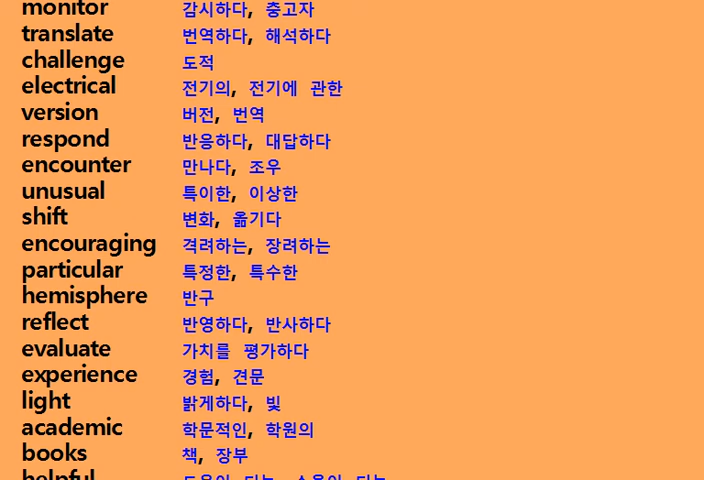 monitor 감시하다, 충고자
translate 번역하다, 해석하다
challenge 도적
electrical 전기의, 전기에 관한
version 버전, 번역
respond 반응하다, 대답하다
encounter 만나다, 조우
unusual 특이한, 이상한
shift 변화, 옮기다
encouraging 격려하는, 장려하는
particular 특정한, 특수한
hemisphere 반구
reflect 반영하다, 반사하다
evaluate 가치를 평가하다
experience 경험, 견문
light 밝게하다, 빛
academic 학문적인, 학원의
books 책, 장부
helpful